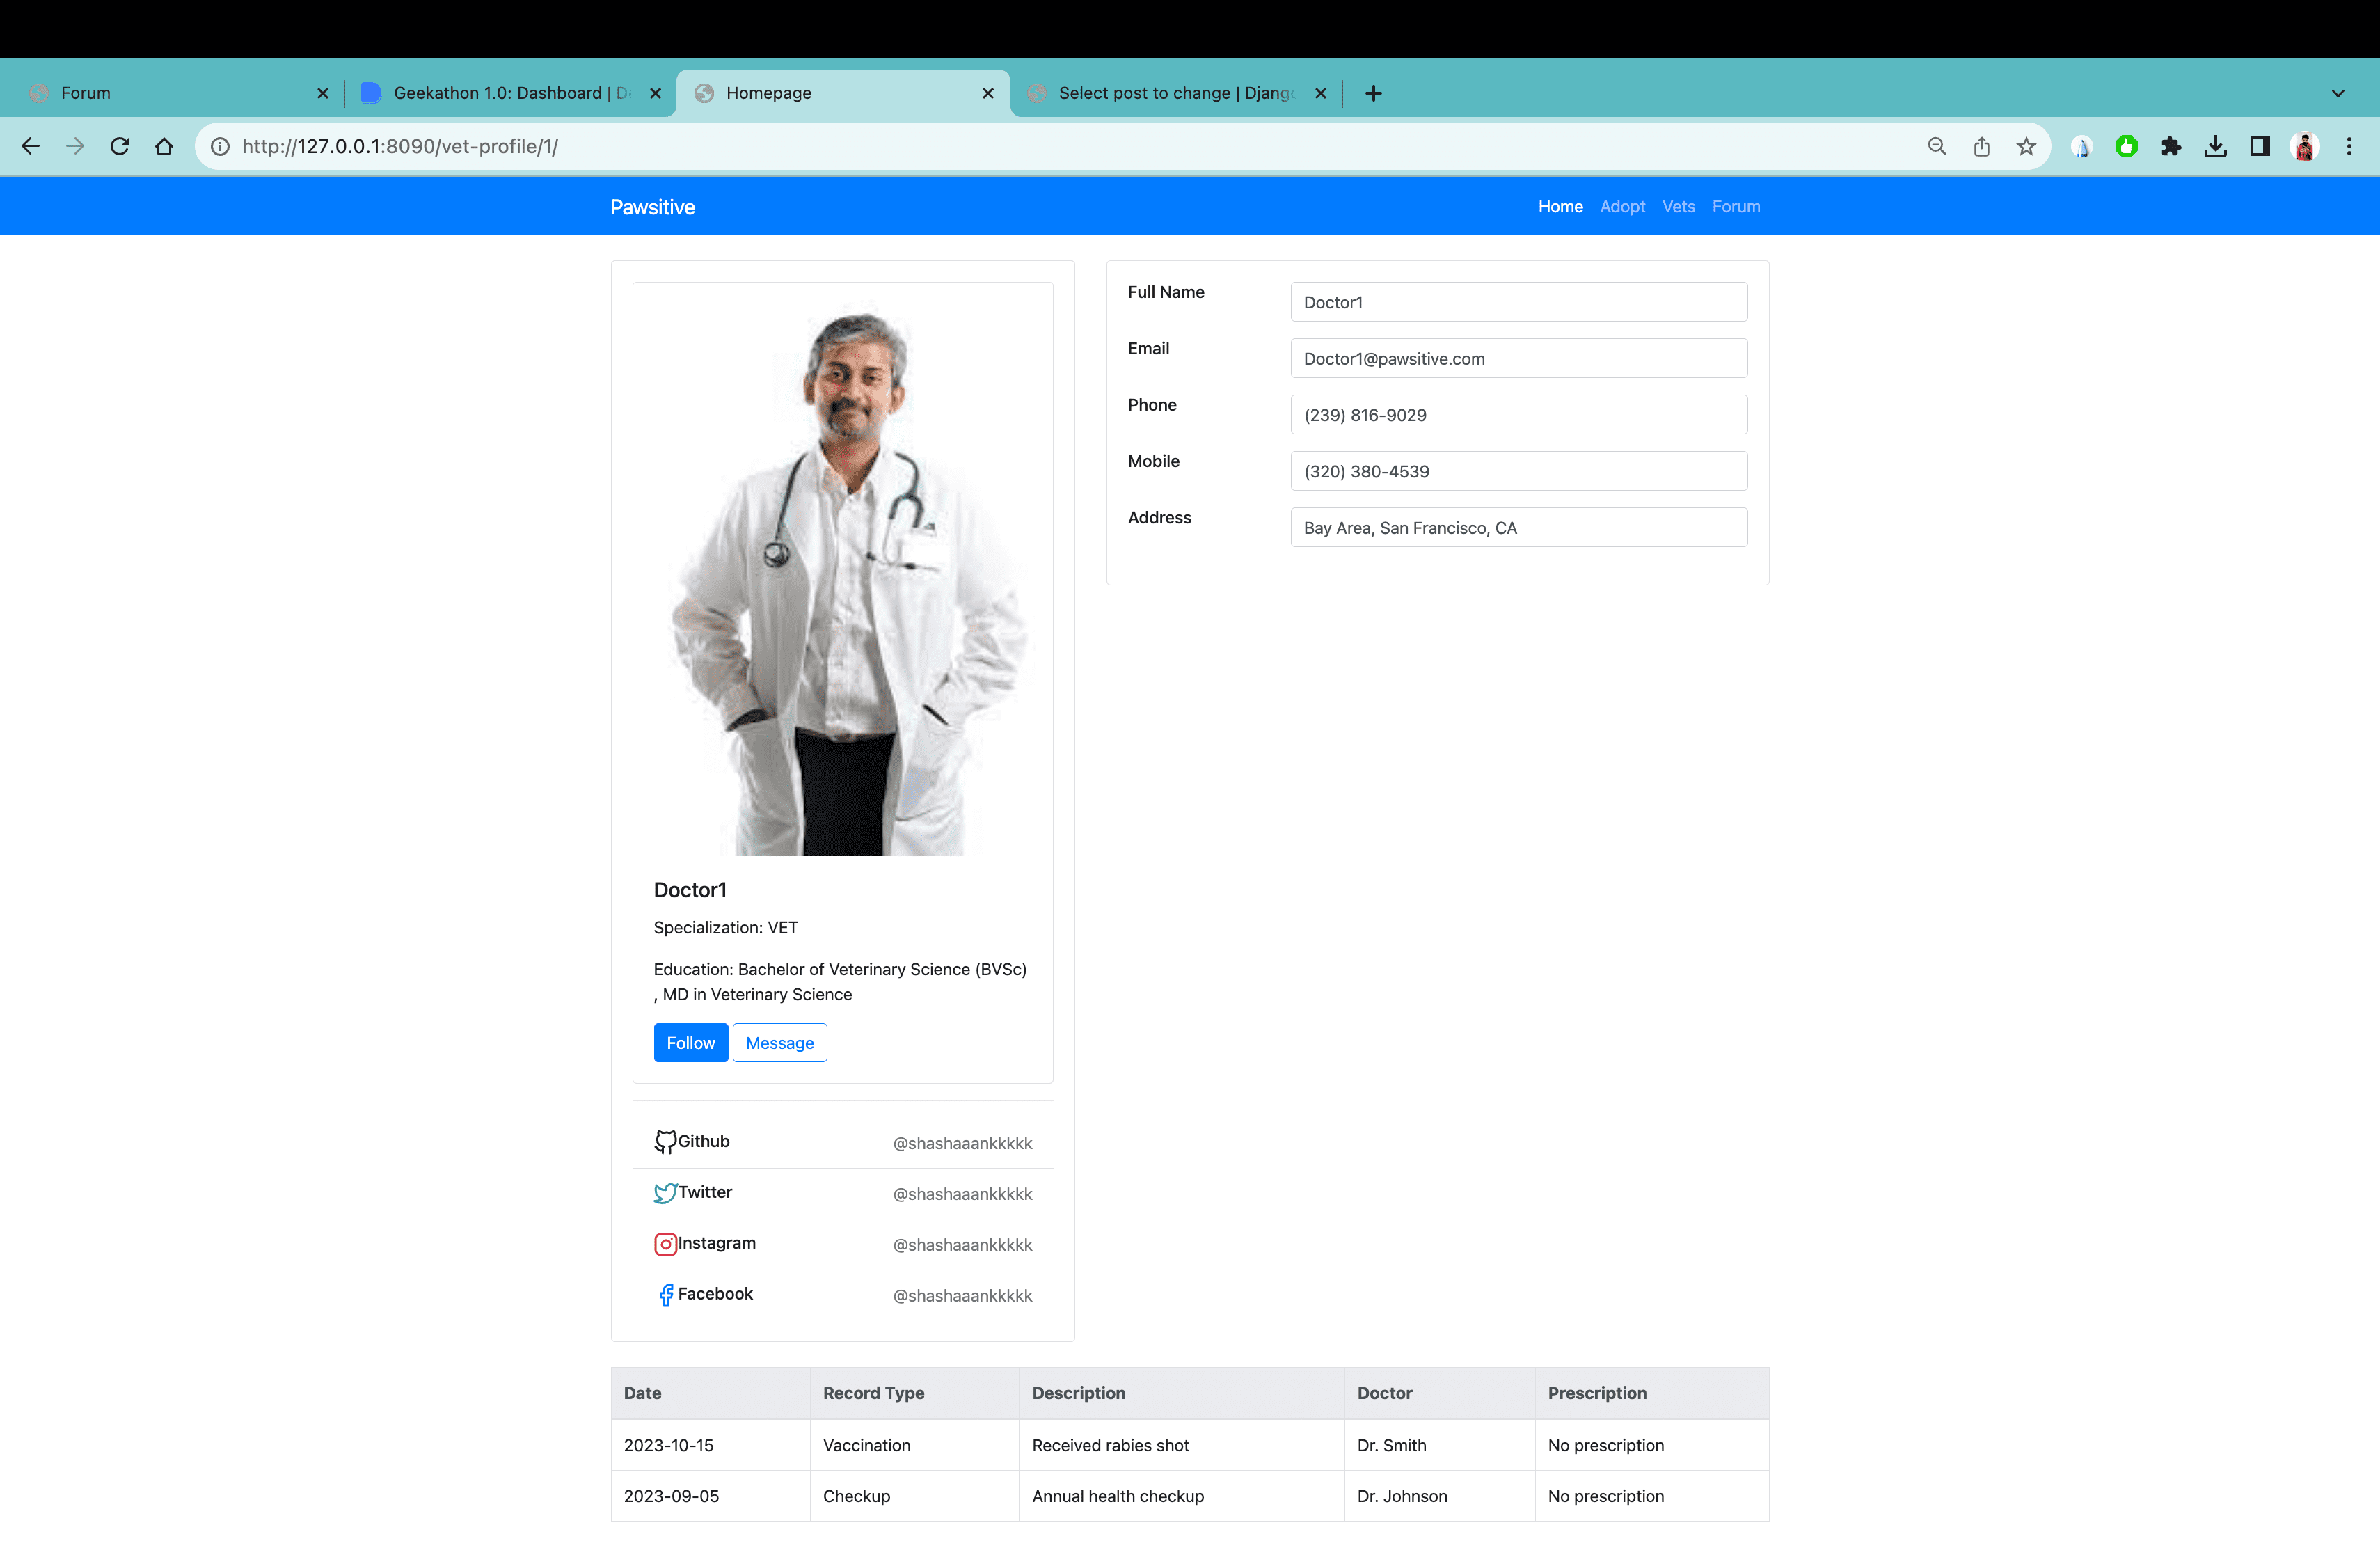 Forum
Geekathon 1.0: Dashboard | De
Homepage
Select post to change | Django
http://127.0.0.1:8090/vet-profile/1/
Pawsitive
Home Adopt Vets Forum
Full Name Doctor1
Email Doctor1@pawsitive.com
Phone (239) 816-9029
Mobile (320) 380-4539
Address Bay Area, San Francisco, CA
Doctor1
Specialization: VET
Education: Bachelor of Veterinary Science (BVSc)
, MD in Veterinary Science
Follow Message
Github @shashaaankkkkk
Twitter @shashaaankkkkk
Instagram @shashaaankkkkk
Facebook @shashaaankkkkk
Date Record Type Description Doctor Prescription
2023-10-15 Vaccination Received rabies shot Dr. Smith No prescription
2023-09-05 Checkup Annual health checkup Dr. Johnson No prescription